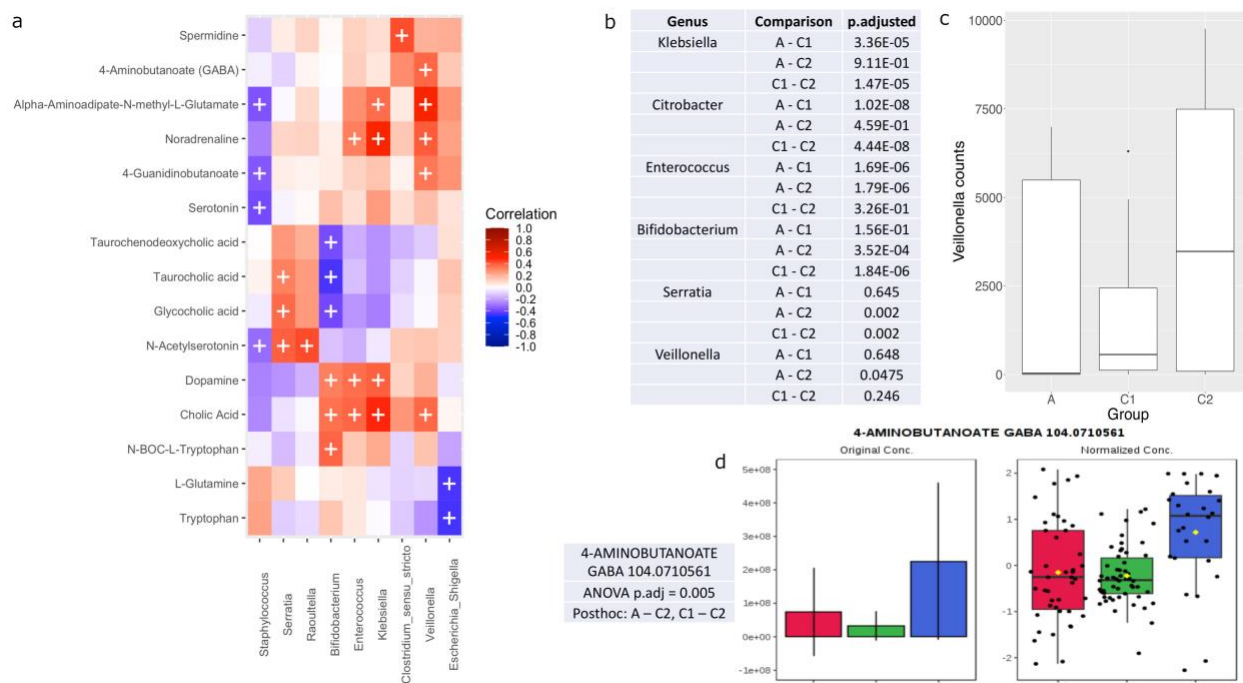 a
Spermidine
4-Aminobutanoate (GABA)
Alpha-Aminoadipate-N-methyl-L-Glutamate
Noradrenaline
4-Guanidinobutanoate
Serotonin
Taurochenodeoxycholic acid
Taurocholic acid
Glycocholic acid
N-Acetylserotonin
Dopamine
Cholic Acid
N-BOC-L-Tryptophan
L-Glutamine
Tryptophan
Staphylococcus
Serratia
Raoultella
Bifidobacterium
Enterococcus
Klebsiella
Clostridium_sensu_stricto
Veillonella
Escherichia_Shigella
Correlation
1.0
0.8
0.6
0.4
0.2
0.0
-0.2
-0.4
-0.6
-0.8
-1.0
b
Genus Comparison p.adjusted
Klebsiella A - C1 3.36E-05
A - C2 9.11E-01
C1 - C2 1.47E-05
Citrobacter A - C1 1.02E-08
A - C2 4.59E-01
C1 - C2 4.44E-08
Enterococcus A - C1 1.69E-06
A - C2 1.79E-06
C1 - C2 3.26E-01
Bifidobacterium A - C1 1.56E-01
A - C2 3.52E-04
C1 - C2 1.84E-06
Serratia A - C1 0.645
A - C2 0.002
C1 - C2 0.002
Veillonella A - C1 0.648
A - C2 0.0475
C1 - C2 0.246
c
Veillonella counts
10000
7500
5000
2500
0
A C1 C2
Group
d
4-AMINOBUTANOATE
GABA 104.0710561
ANOVA p.adj = 0.005
Posthoc: A – C2, C1 – C2
4-AMINOBUTANOATE GABA 104.0710561
Original Conc.
5e+08
4e+08
3e+08
2e+08
1e+08
0e+00
-1e+08
Normalized Conc.
2
1
0
-1
-2